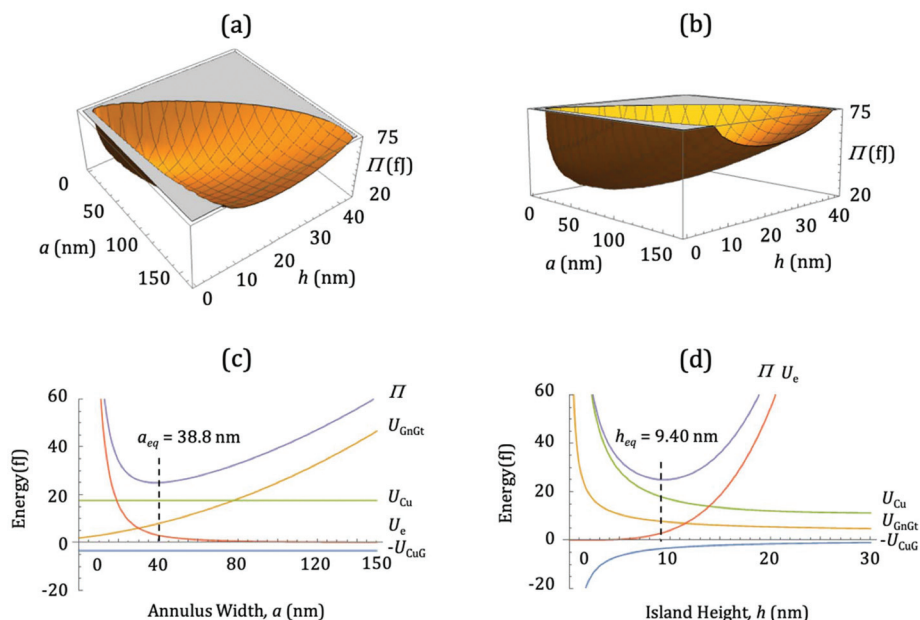 (a)
75
Π (fJ)
20
0
50
100
150
a (nm)
40
30
20
10
0
h (nm)
(b)
75
Π (fJ)
20
0
50
100
150
a (nm)
40
30
20
10
0
h (nm)
(c)
60
40
20
0
-20
Energy(fJ)
a_eq = 38.8 nm
Π
U_GnGt
U_Cu
U_e
-U_CuG
0 40 80 120 150
Annulus Width, a (nm)
(d)
Π U_e
60
40
20
0
-20
Energy(fJ)
h_eq = 9.40 nm
U_Cu
U_GnGt
-U_CuG
0 10 20 30
Island Height, h (nm)